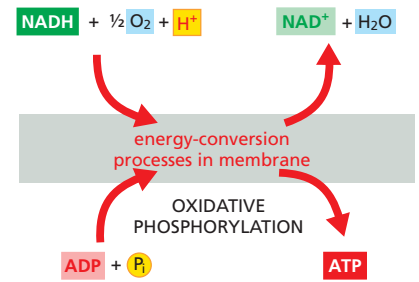 NADH + ½ O₂ + H⁺ NAD⁺ + H₂O
energy-conversion
processes in membrane
OXIDATIVE
PHOSPHORYLATION
ADP + Pᵢ ATP